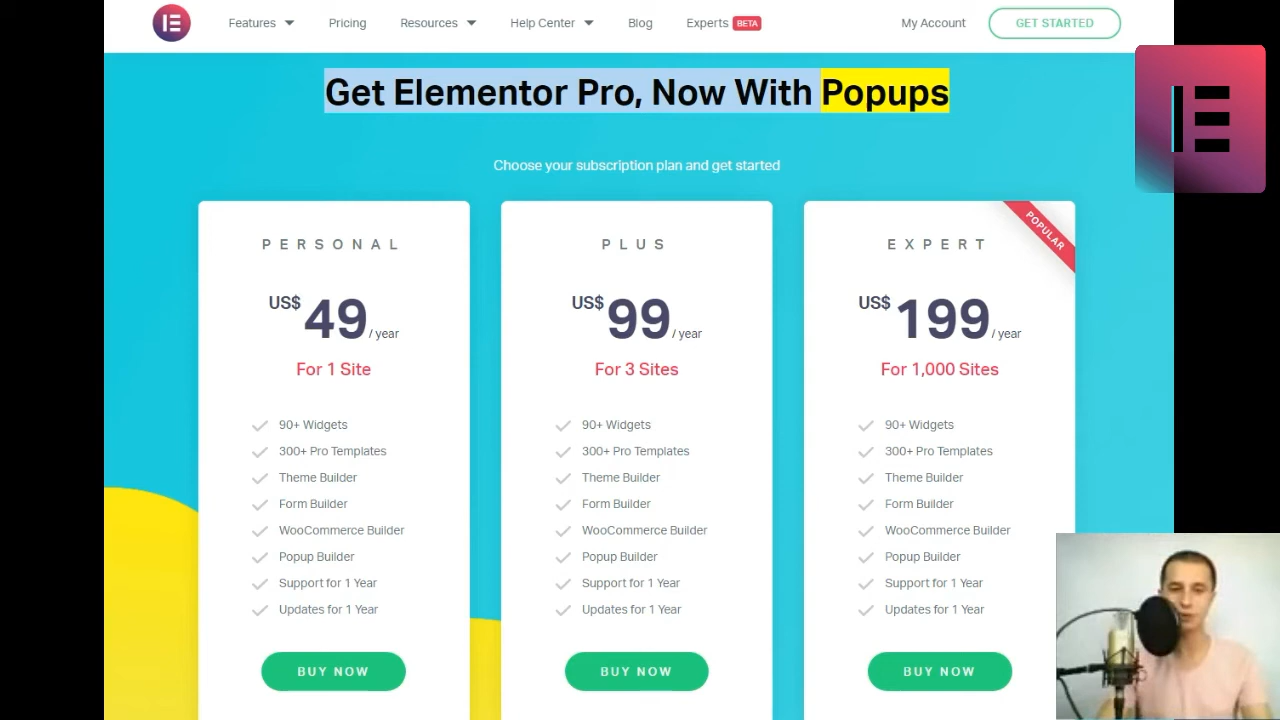 Features Pricing Resources Help Center Blog Experts BETA My Account GET STARTED
Get Elementor Pro, Now With Popups
Choose your subscription plan and get started
PERSONAL
US$ 49 / year
For 1 Site
90+ Widgets
300+ Pro Templates
Theme Builder
Form Builder
WooCommerce Builder
Popup Builder
Support for 1 Year
Updates for 1 Year
BUY NOW
PLUS
US$ 99 / year
For 3 Sites
90+ Widgets
300+ Pro Templates
Theme Builder
Form Builder
WooCommerce Builder
Popup Builder
Support for 1 Year
Updates for 1 Year
BUY NOW
POPULAR
EXPERT
US$ 199 / year
For 1,000 Sites
90+ Widgets
300+ Pro Templates
Theme Builder
Form Builder
WooCommerce Builder
Popup Builder
Support for 1 Year
Updates for 1 Year
BUY NOW